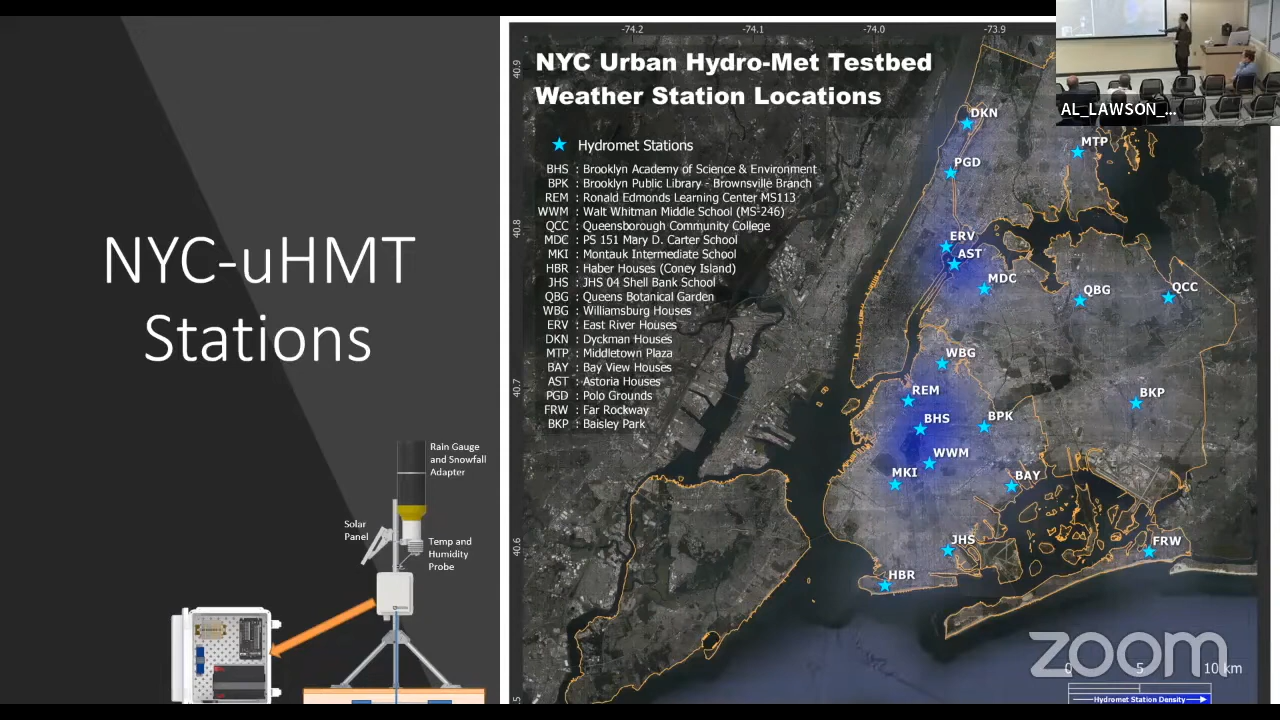 NYC-uHMT
Stations
Rain Gauge
and Snowfall
Adapter
Solar
Panel
Temp and
Humidity
Probe
-74.2
-74.1
-74.0
-73.9
40.9
40.8
40.7
40.6
NYC Urban Hydro-Met Testbed
Weather Station Locations
Hydromet Stations
BHS : Brooklyn Academy of Science & Environment
BPK : Brooklyn Public Library - Brownsville Branch
REM : Ronald Edmonds Learning Center MS113
WWM : Walt Whitman Middle School (MS-246)
QCC : Queensborough Community College
MDC : PS 151 Mary D. Carter School
MKI : Montauk Intermediate School
HBR : Haber Houses (Coney Island)
JHS : JHS 04 Shell Bank School
QBG : Queens Botanical Garden
WBG : Williamsburg Houses
ERV : East River Houses
DKN : Dyckman Houses
MTP : Middletown Plaza
BAY : Bay View Houses
AST : Astoria Houses
PGD : Polo Grounds
FRW : Far Rockway
BKP : Baisley Park
DKN
MTP
PGD
ERV
AST
MDC
QBG
QCC
WBG
REM
BKP
BHS
BPK
WWM
MKI
BAY
JHS
FRW
HBR
AL_LAWSON_...
zoom
0 5 10 km
Hydromet Station Density